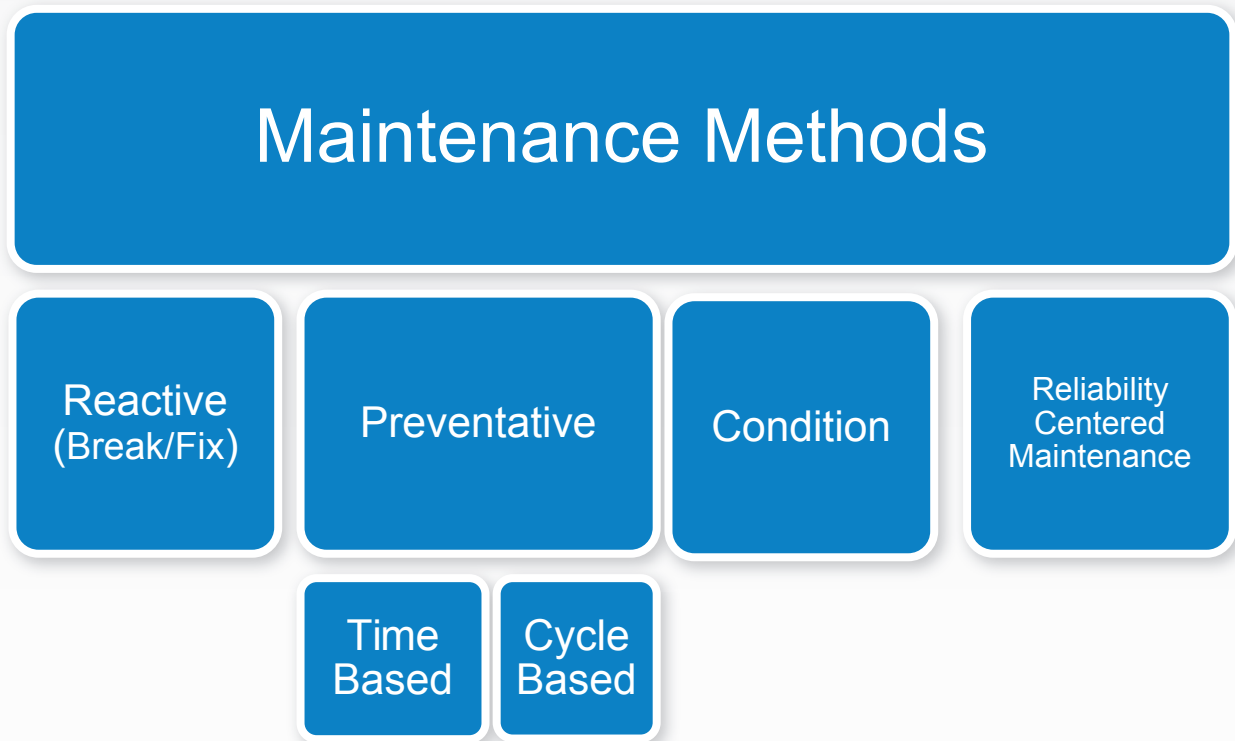 Maintenance Methods
Reactive
(Break/Fix)
Preventative
Condition
Reliability
Centered
Maintenance
Time
Based
Cycle
Based